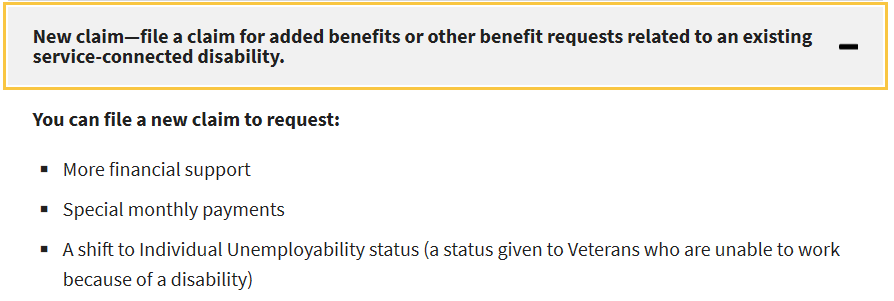 New claim—file a claim for added benefits or other benefit requests related to an existing
service-connected disability.
You can file a new claim to request:
More financial support
Special monthly payments
A shift to Individual Unemployability status (a status given to Veterans who are unable to work
because of a disability)